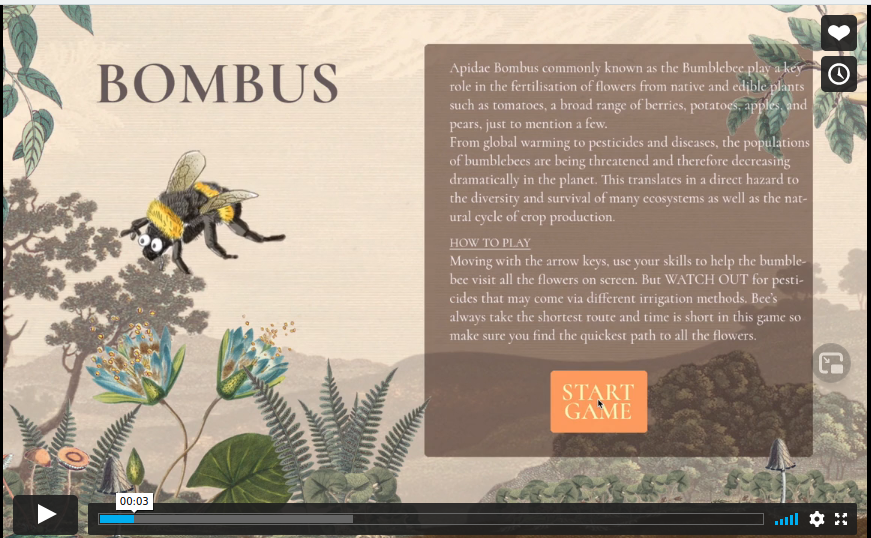 BOMBUS
Apidae Bombus commonly known as the Bumblebee play a key
role in the fertilisation of flowers from native and edible plants
such as tomatoes, a broad range of berries, potatoes, apples, and
pears, just to mention a few.
From global warming to pesticides and diseases, the populations
of bumblebees are being threatened and therefore decreasing
dramatically in the planet. This translates in a direct hazard to
the diversity and survival of many ecosystems as well as the nat-
ural cycle of crop production.
HOW TO PLAY
Moving with the arrow keys, use your skills to help the bumble-
bee visit all the flowers on screen. But WATCH OUT for pesti-
cides that may come via different irrigation methods. Bee's
always take the shortest route and time is short in this game so
make sure you find the quickest path to all the flowers.
START
GAME
00:03